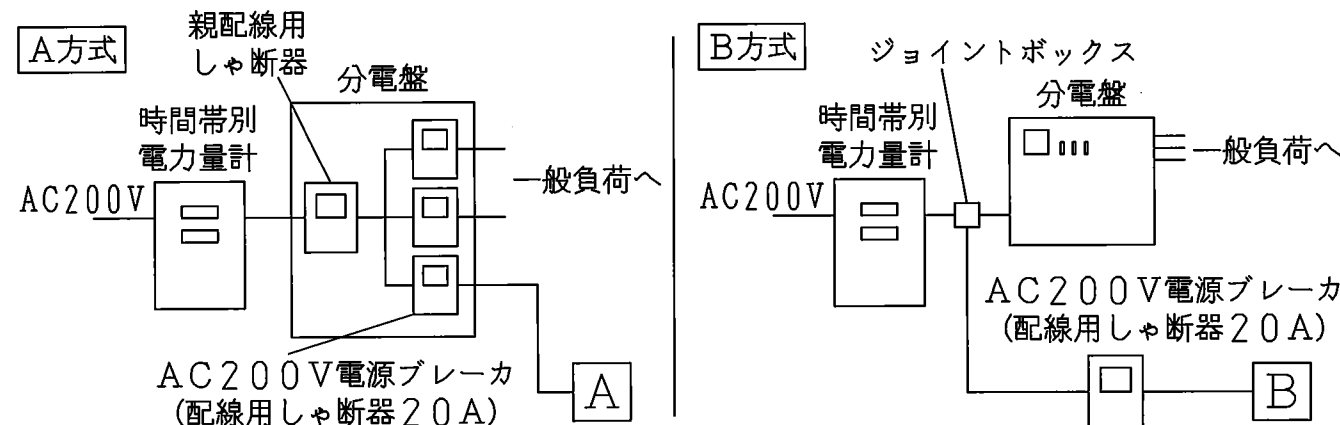 A方式
親配線用
しゃ断器
分電盤
時間帯別
電力量計
AC200V
一般負荷へ
AC200V電源ブレーカ
(配線用しゃ断器20A)
A
B方式
ジョイントボックス
分電盤
時間帯別
電力量計
一般負荷へ
AC200V
AC200V電源ブレーカ
(配線用しゃ断器20A)
B